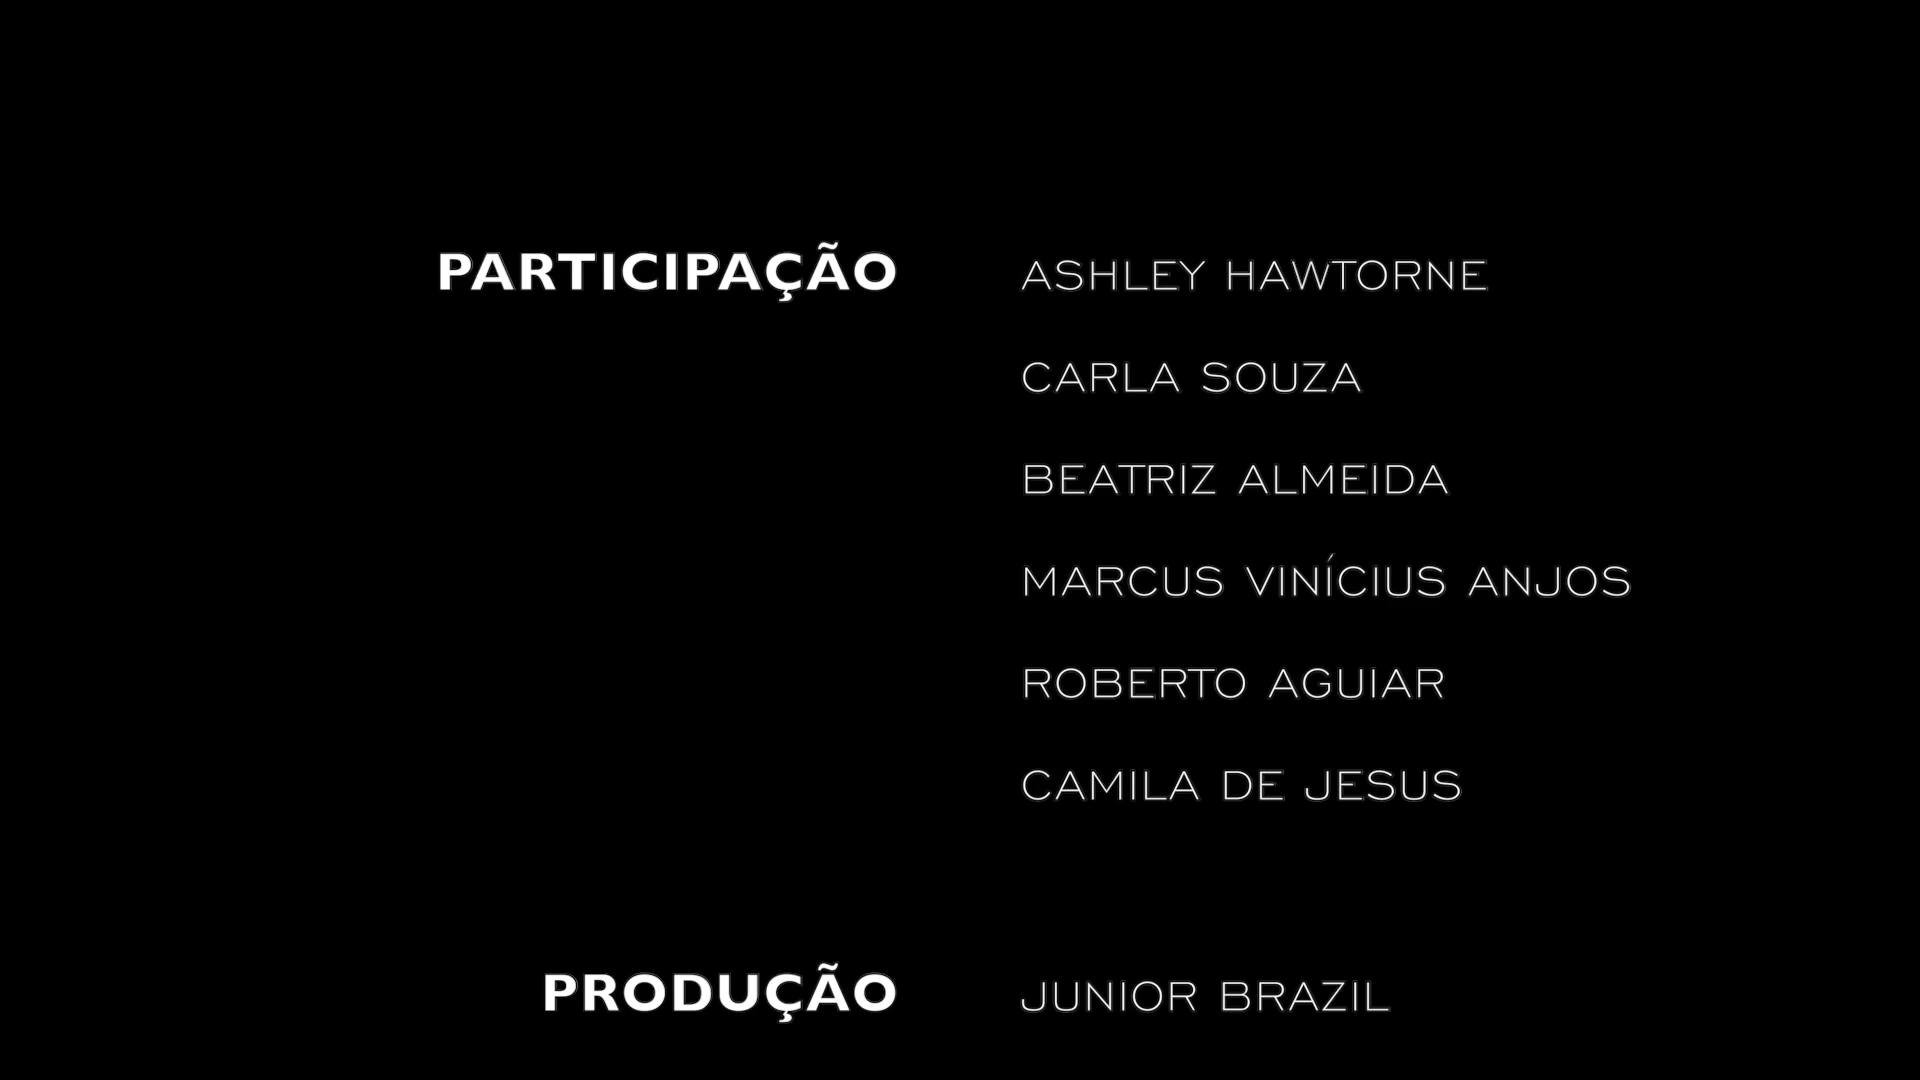 PARTICIPAÇÃO ASHLEY HAWTORNE
CARLA SOUZA
BEATRIZ ALMEIDA
MARCUS VINÍCIUS ANJOS
ROBERTO AGUIAR
CAMILA DE JESUS
PRODUÇÃO JUNIOR BRAZIL